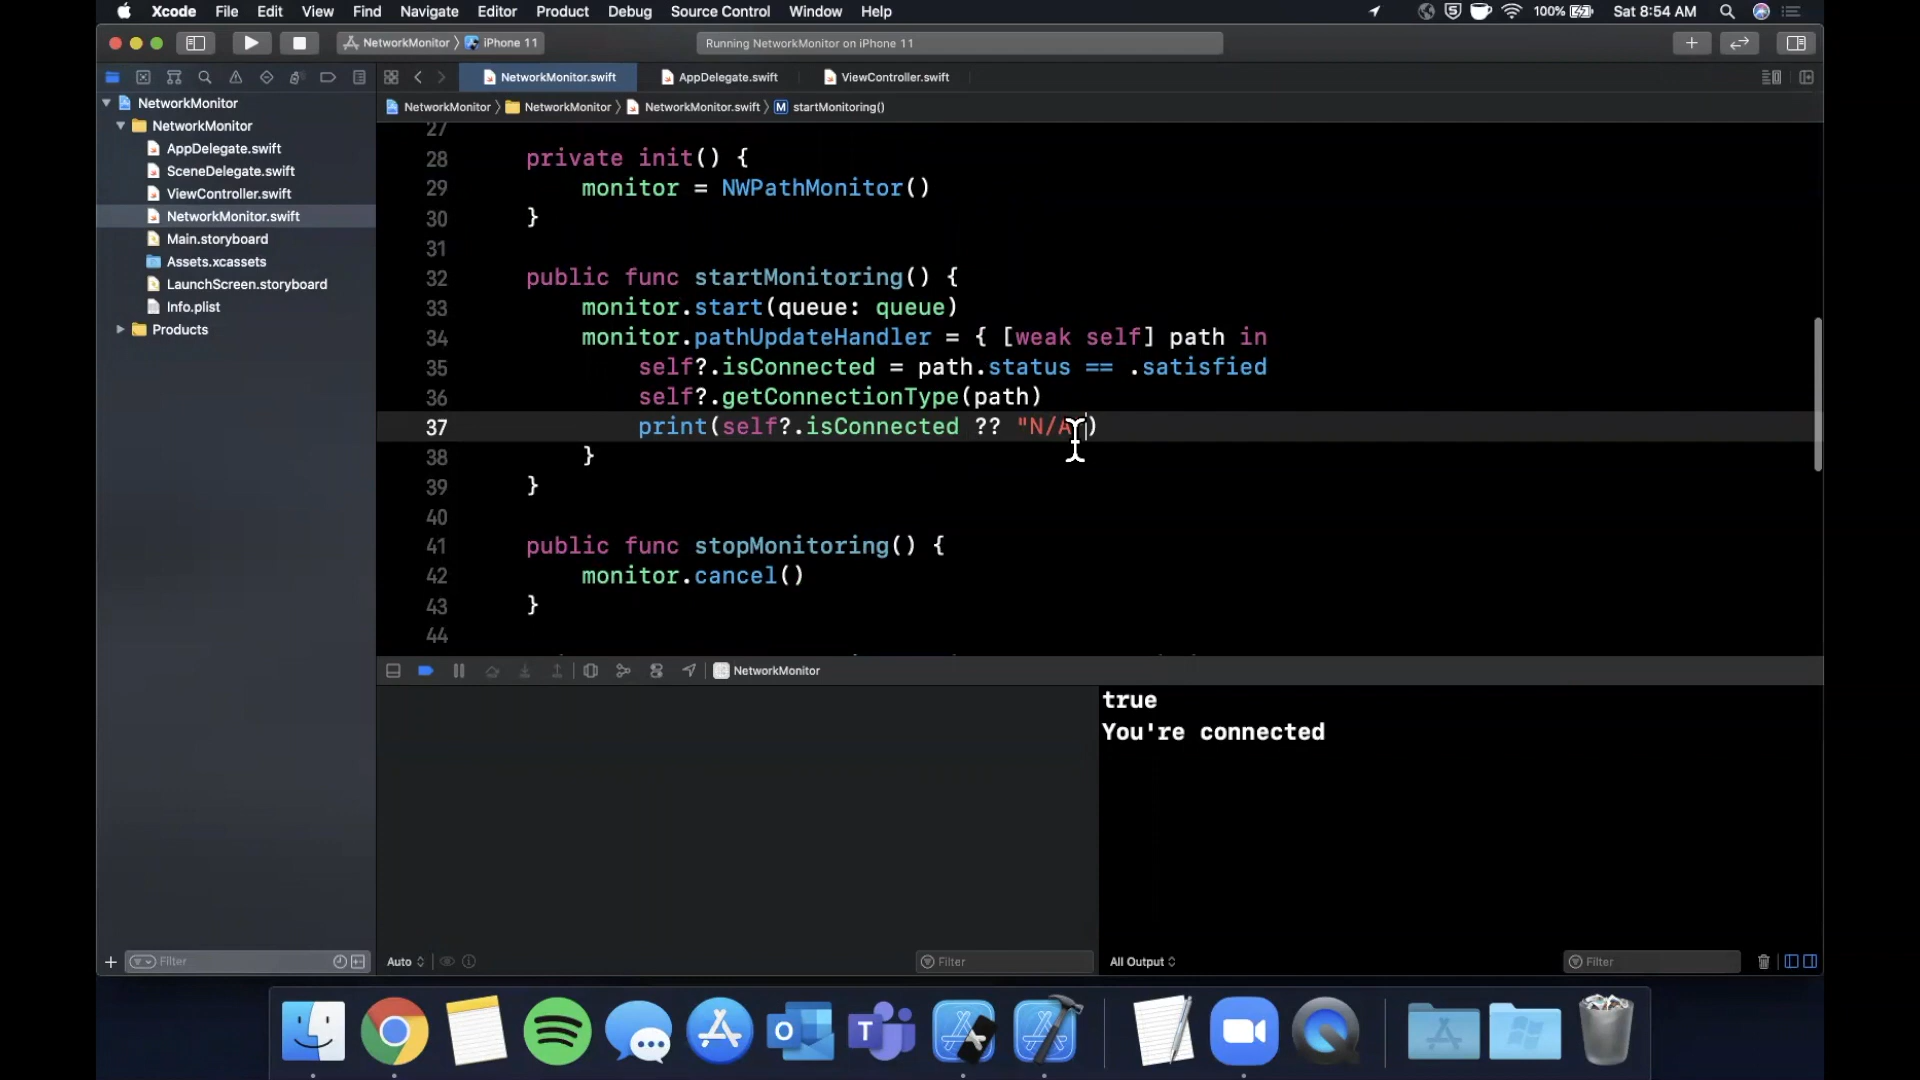 Xcode File Edit View Find Navigate Editor Product Debug Source Control Window Help 100% Sat 8:54 AM
NetworkMonitor iPhone 11 Running NetworkMonitor on iPhone 11
NetworkMonitor.swift AppDelegate.swift ViewController.swift
NetworkMonitor NetworkMonitor NetworkMonitor.swift M startMonitoring()
NetworkMonitor
NetworkMonitor
AppDelegate.swift
SceneDelegate.swift
ViewController.swift
NetworkMonitor.swift
Main.storyboard
Assets.xcassets
LaunchScreen.storyboard
Info.plist
Products
27
28 private init() {
29 monitor = NWPathMonitor()
30 }
31
32 public func startMonitoring() {
33 monitor.start(queue: queue)
34 monitor.pathUpdateHandler = { [weak self] path in
35 self?.isConnected = path.status == .satisfied
36 self?.getConnectionType(path)
37 print(self?.isConnected ?? "N/A")
38 }
39 }
40
41 public func stopMonitoring() {
42 monitor.cancel()
43 }
44
NetworkMonitor
true
You're connected
Filter Auto Filter All Output Filter